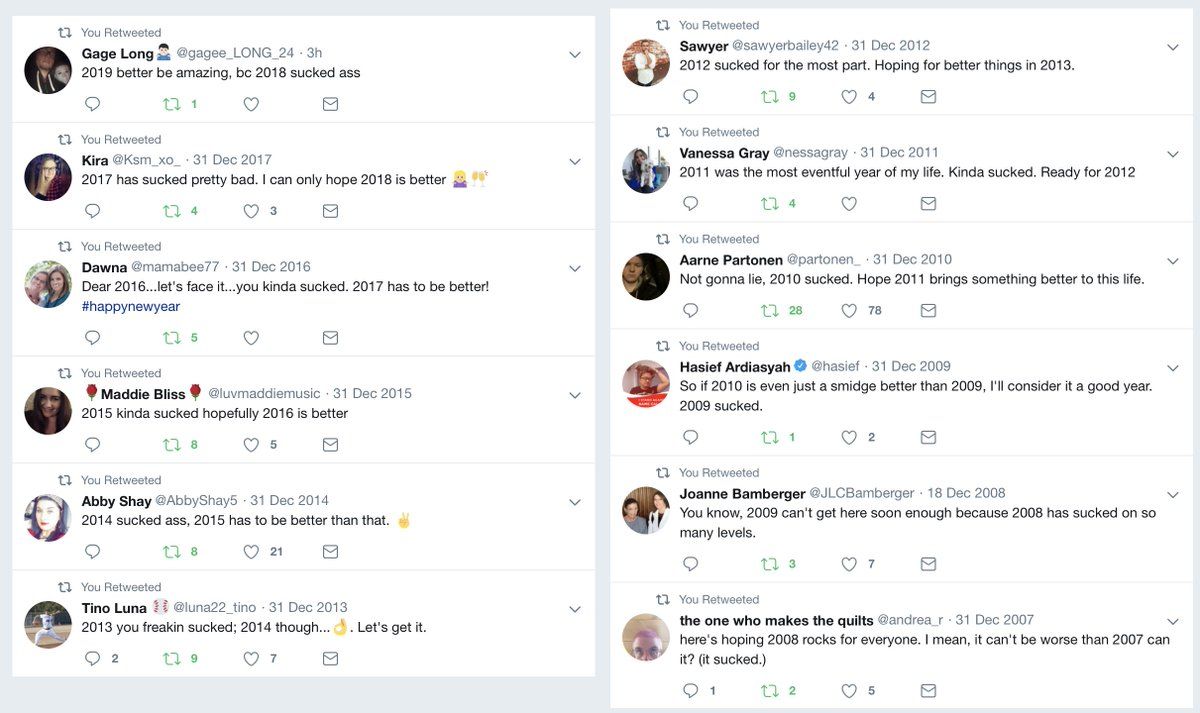 You Retweeted
Gage Long🤷🏻‍♂️ @gagee_LONG_24 · 3h
2019 better be amazing, bc 2018 sucked ass
1
You Retweeted
Kira @Ksm_xo_ · 31 Dec 2017
2017 has sucked pretty bad. I can only hope 2018 is better 🤷🏼‍♀️🥂
4 3
You Retweeted
Dawna @mamabee77 · 31 Dec 2016
Dear 2016...let's face it...you kinda sucked. 2017 has to be better!
#happynewyear
5
You Retweeted
🌹Maddie Bliss🌹 @luvmaddiemusic · 31 Dec 2015
2015 kinda sucked hopefully 2016 is better
8 5
You Retweeted
Abby Shay @AbbyShay5 · 31 Dec 2014
2014 sucked ass, 2015 has to be better than that. ✌️
8 21
You Retweeted
Tino Luna ⚾ @luna22_tino · 31 Dec 2013
2013 you freakin sucked; 2014 though...👌. Let's get it.
2 9 7
You Retweeted
Sawyer @sawyerbailey42 · 31 Dec 2012
2012 sucked for the most part. Hoping for better things in 2013.
9 4
You Retweeted
Vanessa Gray @nessagray · 31 Dec 2011
2011 was the most eventful year of my life. Kinda sucked. Ready for 2012
4
You Retweeted
Aarne Partonen @partonen_ · 31 Dec 2010
Not gonna lie, 2010 sucked. Hope 2011 brings something better to this life.
28 78
You Retweeted
Hasief Ardiasyah @hasief · 31 Dec 2009
So if 2010 is even just a smidge better than 2009, I'll consider it a good year.
2009 sucked.
1 2
You Retweeted
Joanne Bamberger @JLCBamberger · 18 Dec 2008
You know, 2009 can't get here soon enough because 2008 has sucked on so
many levels.
3 7
You Retweeted
the one who makes the quilts @andrea_r · 31 Dec 2007
here's hoping 2008 rocks for everyone. I mean, it can't be worse than 2007 can
it? (it sucked.)
1 2 5